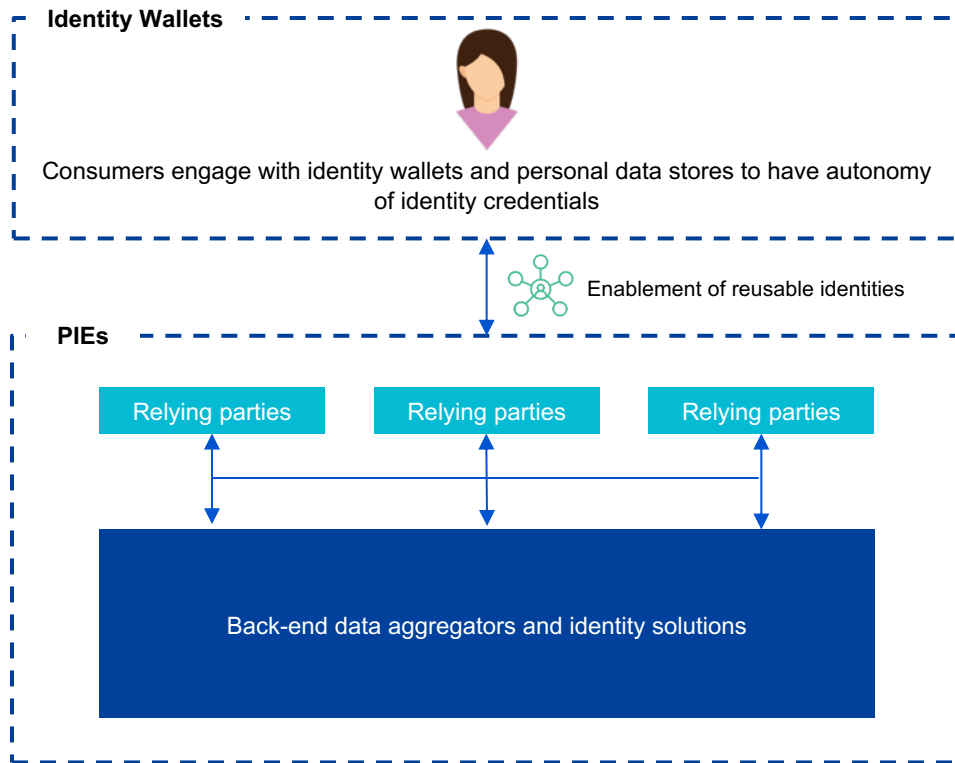 Identity Wallets
Consumers engage with identity wallets and personal data stores to have autonomy
of identity credentials
Enablement of reusable identities
PIEs
Relying parties
Relying parties
Relying parties
Back-end data aggregators and identity solutions